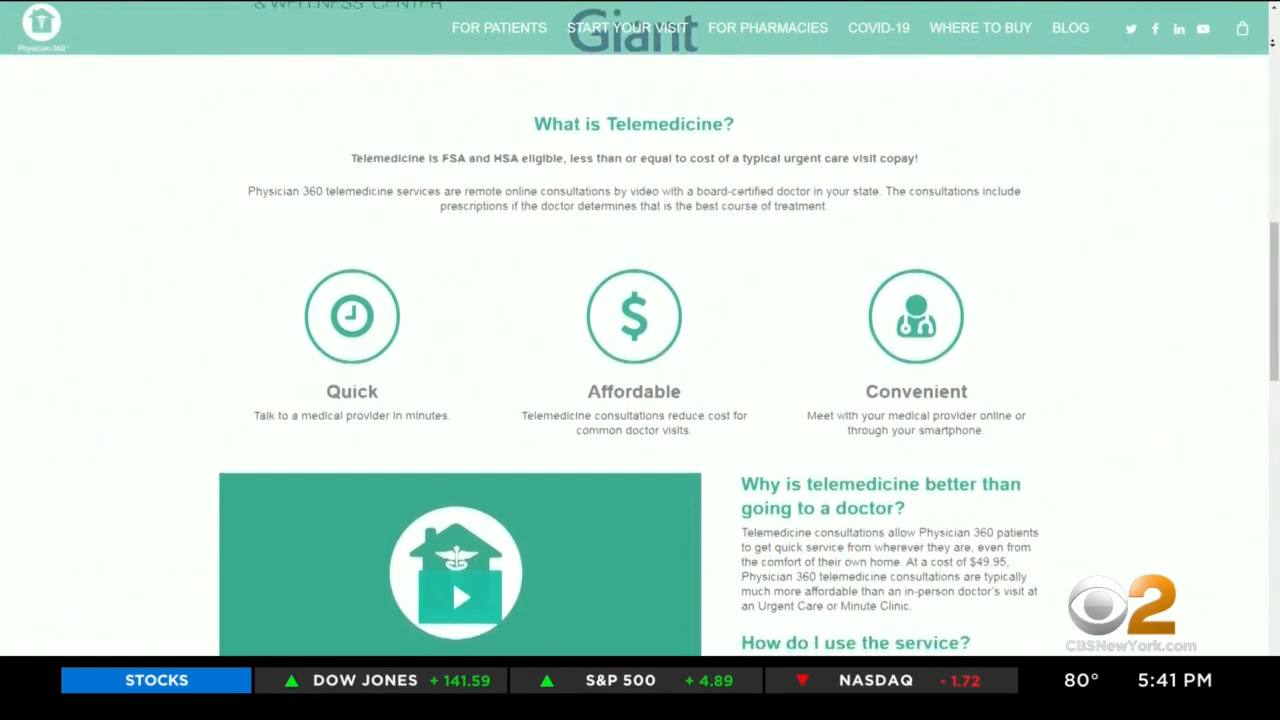 & WELLNESS CENTER
Giant
Physician 360
FOR PATIENTS START YOUR VISIT FOR PHARMACIES COVID-19 WHERE TO BUY BLOG
What is Telemedicine?
Telemedicine is FSA and HSA eligible, less than or equal to cost of a typical urgent care visit copay!
Physician 360 telemedicine services are remote online consultations by video with a board-certified doctor in your state. The consultations include
prescriptions if the doctor determines that is the best course of treatment.
Quick
Talk to a medical provider in minutes.
Affordable
Telemedicine consultations reduce cost for
common doctor visits.
Convenient
Meet with your medical provider online or
through your smartphone.
Why is telemedicine better than
going to a doctor?
Telemedicine consultations allow Physician 360 patients
to get quick service from wherever they are, even from
the comfort of their own home. At a cost of $49.95,
Physician 360 telemedicine consultations are typically
much more affordable than an in-person doctor's visit at
an Urgent Care or Minute Clinic.
How do I use the service?
2
CBSNewYork.com
STOCKS DOW JONES + 141.59 S&P 500 + 4.89 NASDAQ - 1.72 80° 5:41 PM